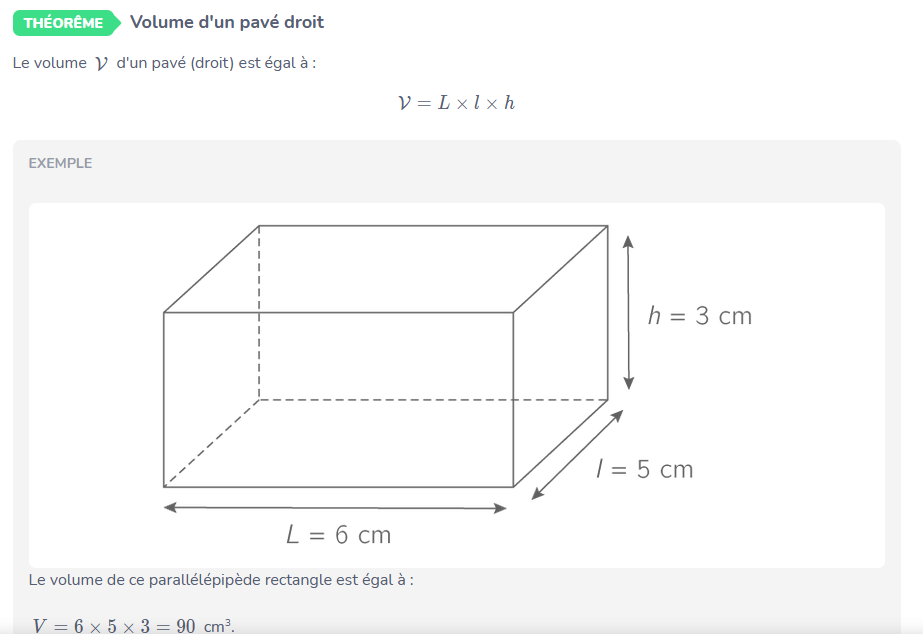 THÉORÊME Volume d'un pavé droit
Le volume 𝒱 d'un pavé (droit) est égal à :
𝒱 = L × l × h
EXEMPLE
h = 3 cm
l = 5 cm
L = 6 cm
Le volume de ce parallélépipède rectangle est égal à :
V = 6 × 5 × 3 = 90 cm³.